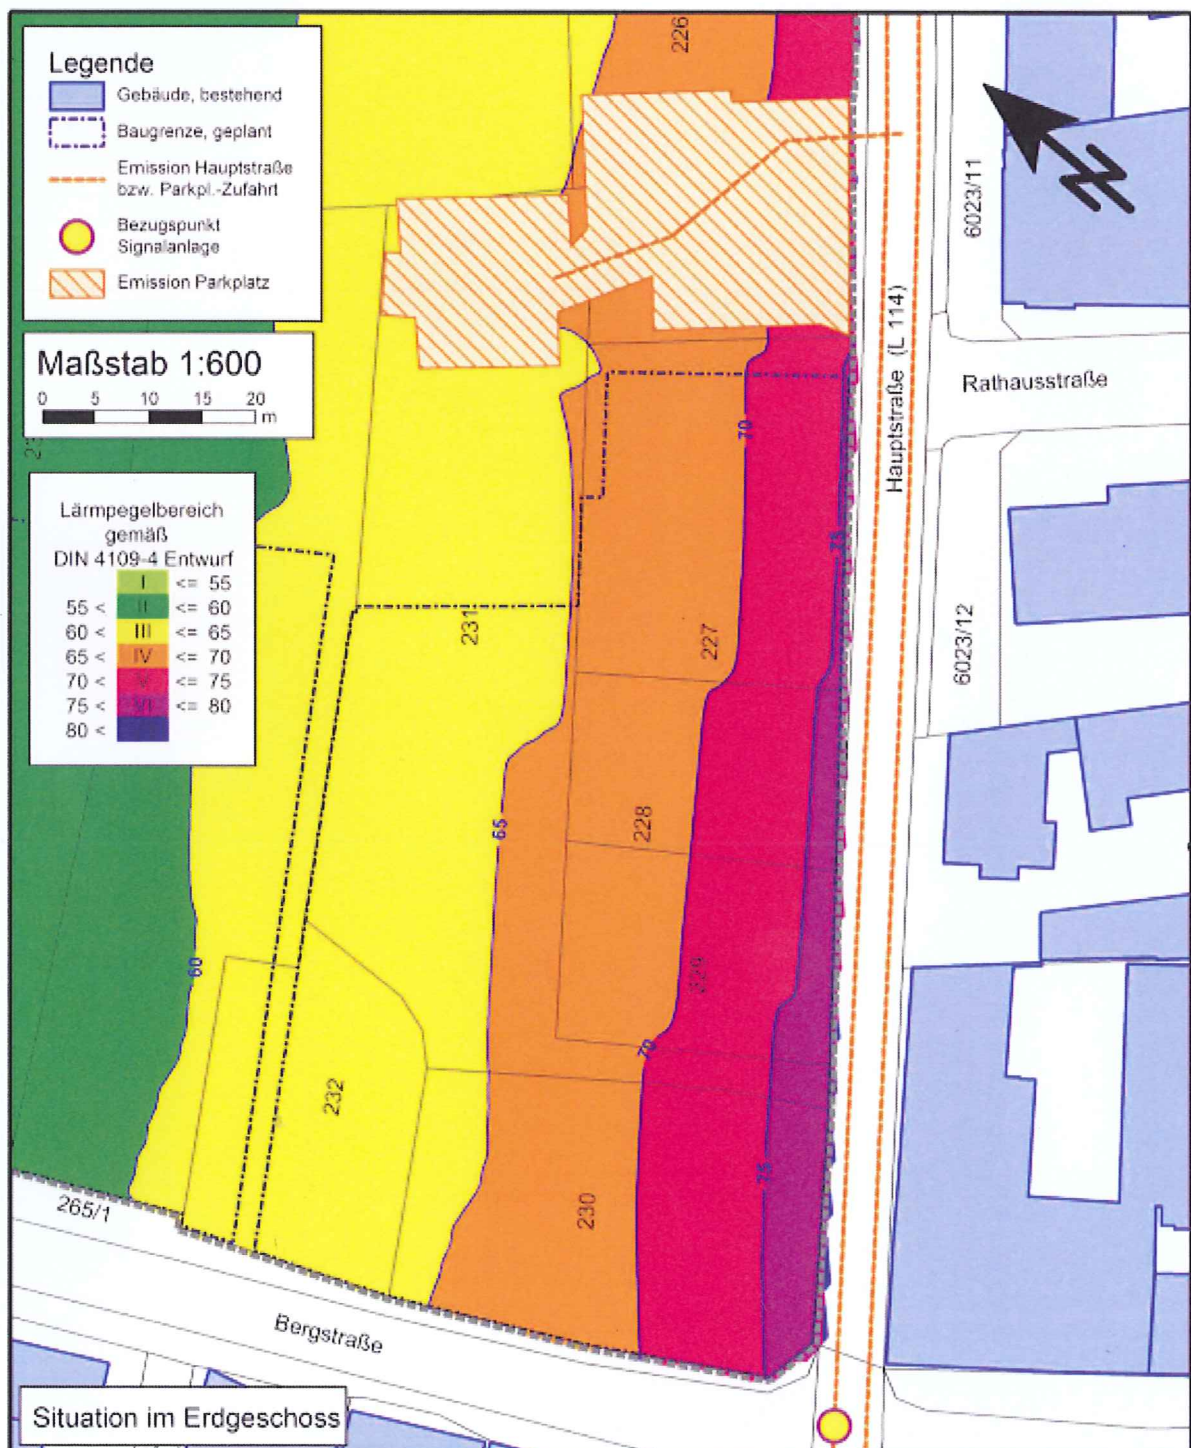 Legende
Gebäude, bestehend
Baugrenze, geplant
Emission Hauptstraße
bzw. Parkpl.-Zufahrt
Bezugspunkt
Signalanlage
Emission Parkplatz
Maßstab 1:600
0 5 10 15 20
m
Lärmpegelbereich
gemäß
DIN 4109-4 Entwurf
I <= 55
55 < II <= 60
60 < III <= 65
65 < IV <= 70
70 < V <= 75
75 < VI <= 80
80 <
226
6023/11
Hauptstraße (L 114)
Rathausstraße
70
75
231
227
6023/12
228
65
60
229
70
232
75
230
265/1
Bergstraße
Situation im Erdgeschoss